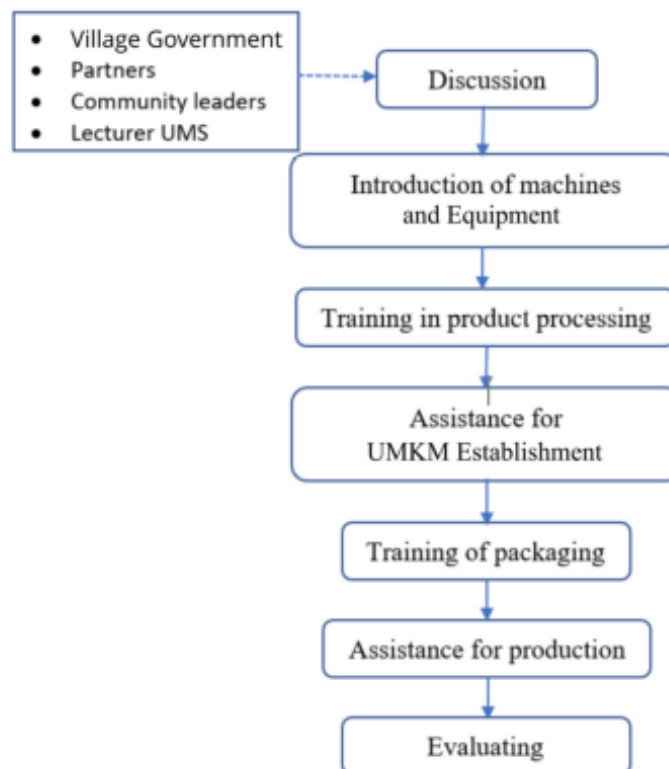 • Village Government
• Partners
• Community leaders
• Lecturer UMS
Discussion
Introduction of machines
and Equipment
Training in product processing
Assistance for
UMKM Establishment
Training of packaging
Assistance for production
Evaluating